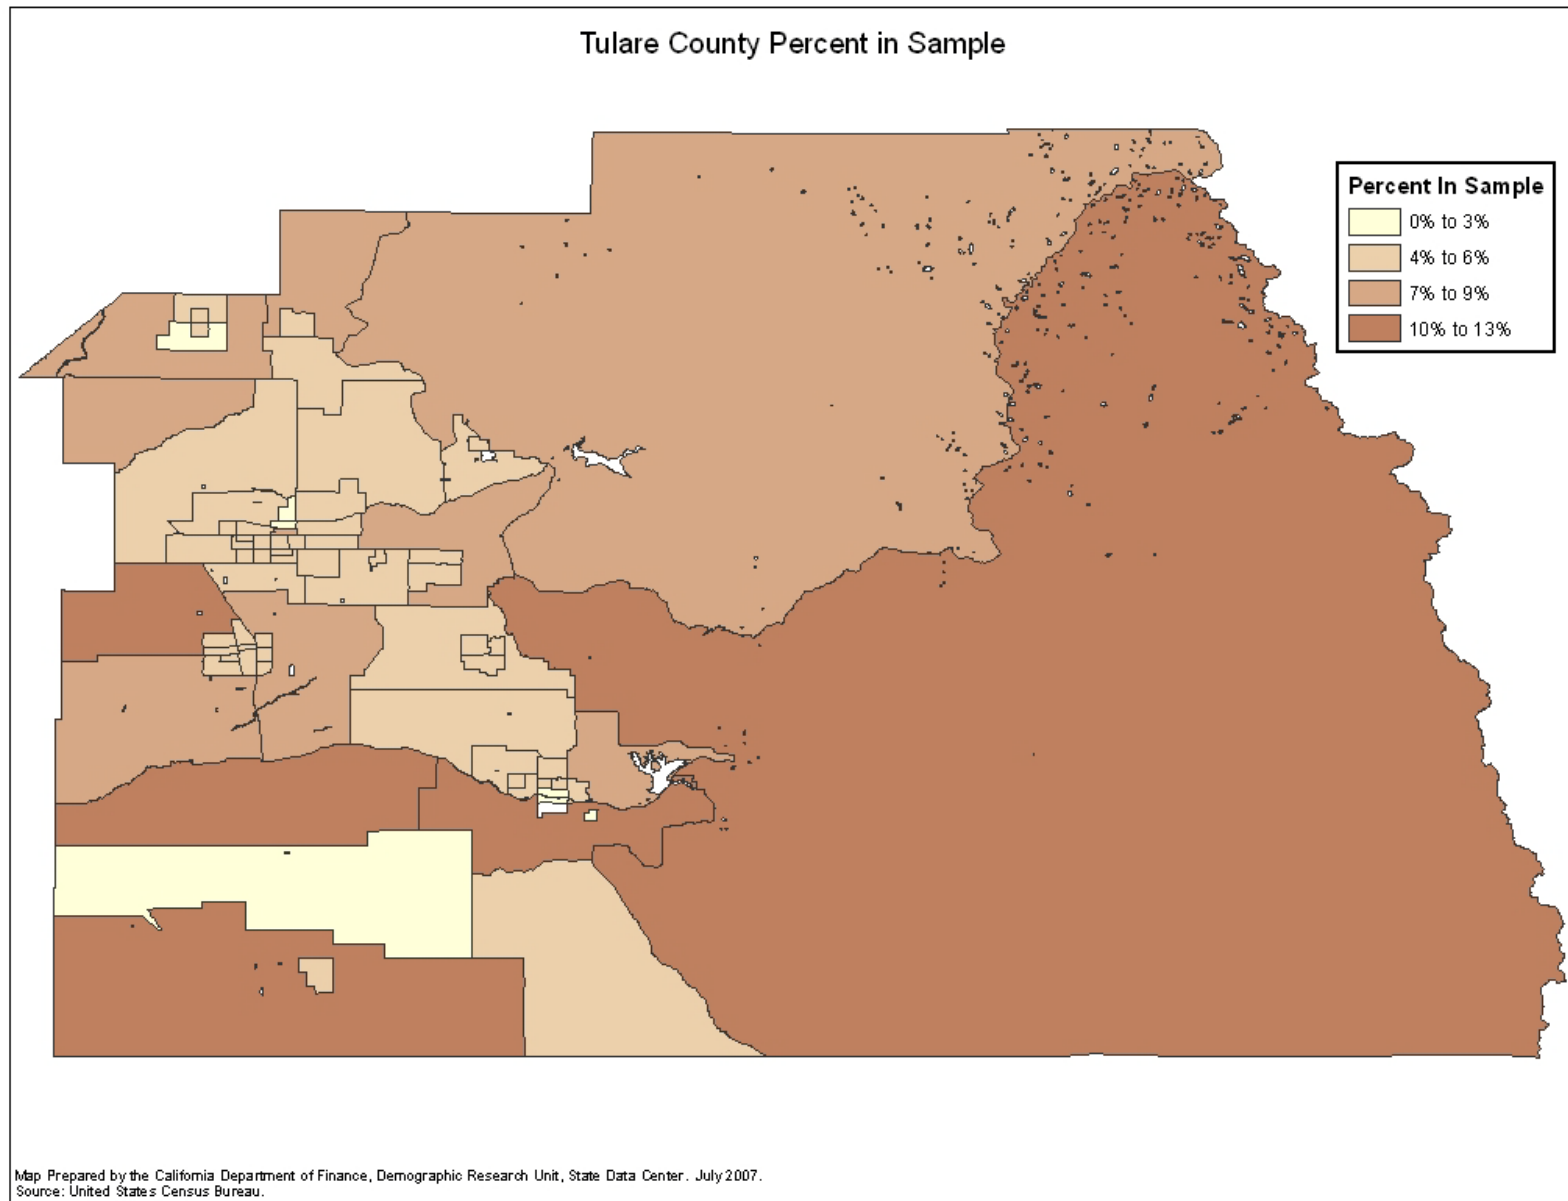 Tulare County Percent in Sample
Percent In Sample
0% to 3%
4% to 6%
7% to 9%
10% to 13%
Map Prepared by the California Department of Finance, Demographic Research Unit, State Data Center. July 2007.
Source: United States Census Bureau.